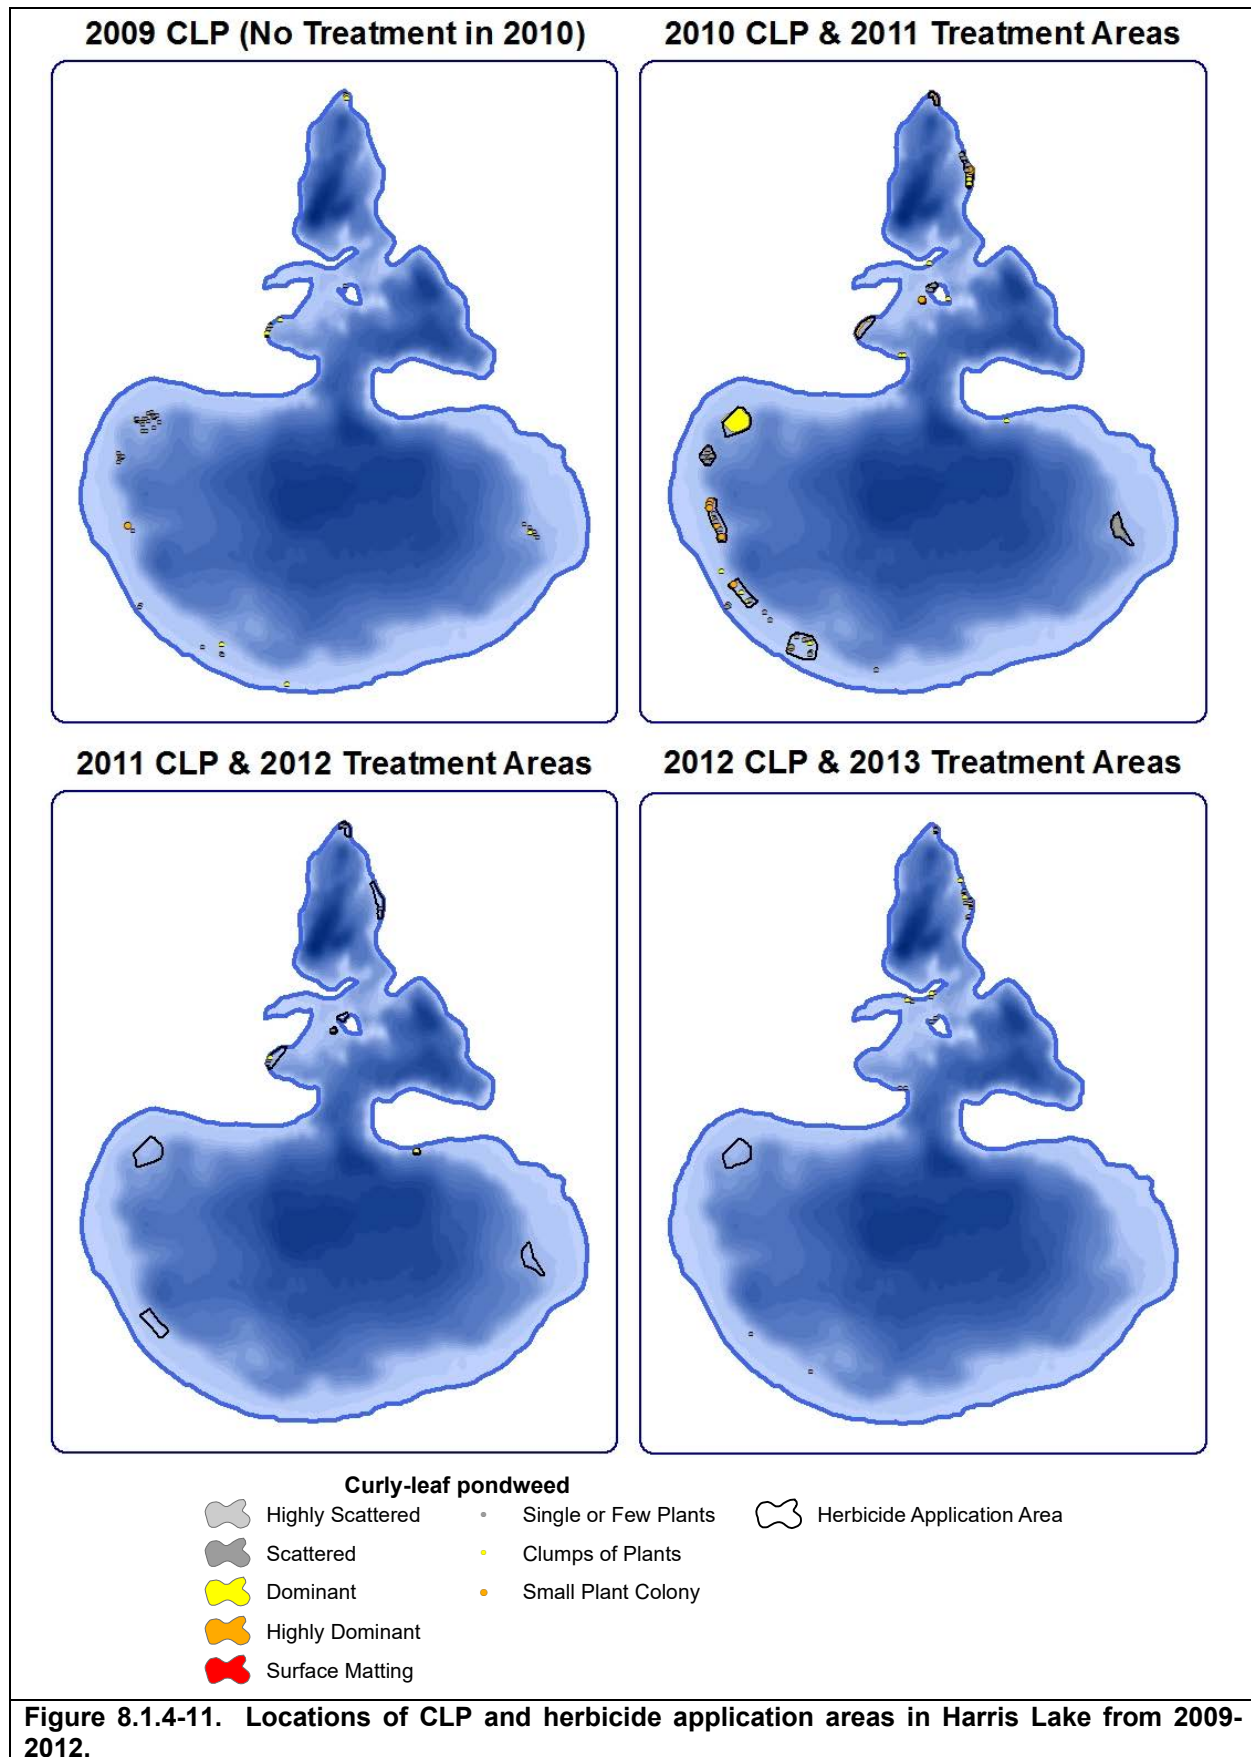 2009 CLP (No Treatment in 2010)
2010 CLP & 2011 Treatment Areas
2011 CLP & 2012 Treatment Areas
2012 CLP & 2013 Treatment Areas
Curly-leaf pondweed
Highly Scattered
Single or Few Plants
Herbicide Application Area
Scattered
Clumps of Plants
Dominant
Small Plant Colony
Highly Dominant
Surface Matting
Figure 8.1.4-11. Locations of CLP and herbicide application areas in Harris Lake from 2009-
2012.